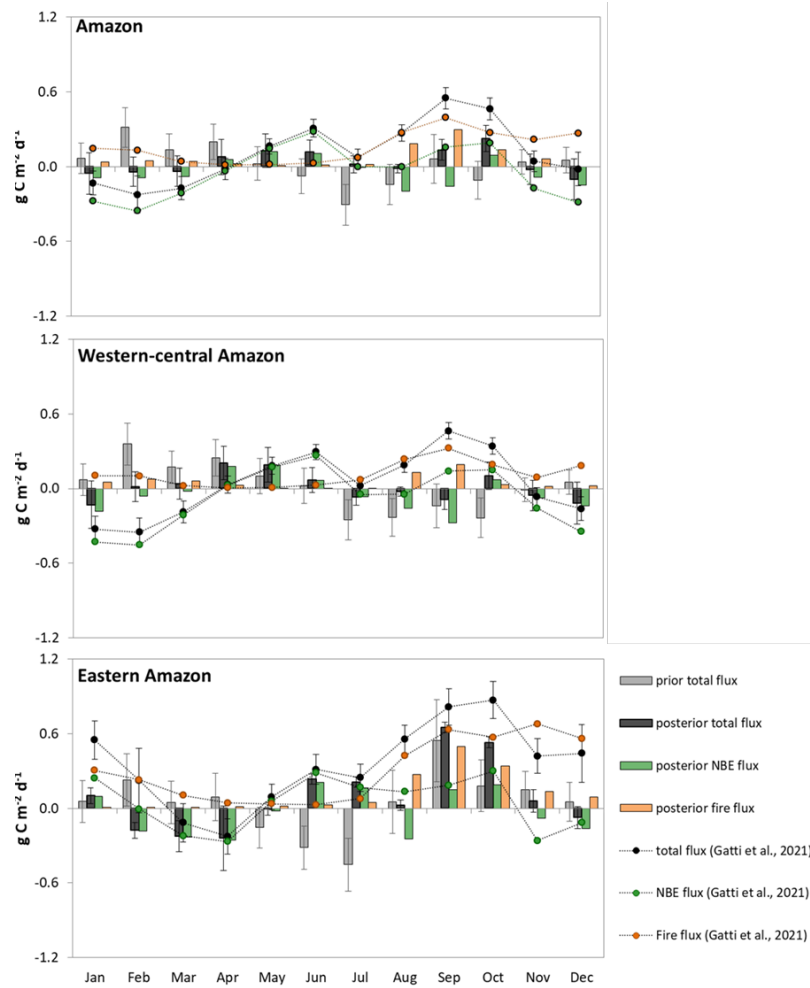 Amazon
1.2
0.6
0.0
-0.6
-1.2
g C m⁻² d⁻¹
Western-central Amazon
1.2
0.6
0.0
-0.6
-1.2
g C m⁻² d⁻¹
Eastern Amazon
1.2
0.6
0.0
-0.6
-1.2
g C m⁻² d⁻¹
Jan Feb Mar Apr May Jun Jul Aug Sep Oct Nov Dec
prior total flux
posterior total flux
posterior NBE flux
posterior fire flux
total flux (Gatti et al., 2021)
NBE flux (Gatti et al., 2021)
Fire flux (Gatti et al., 2021)